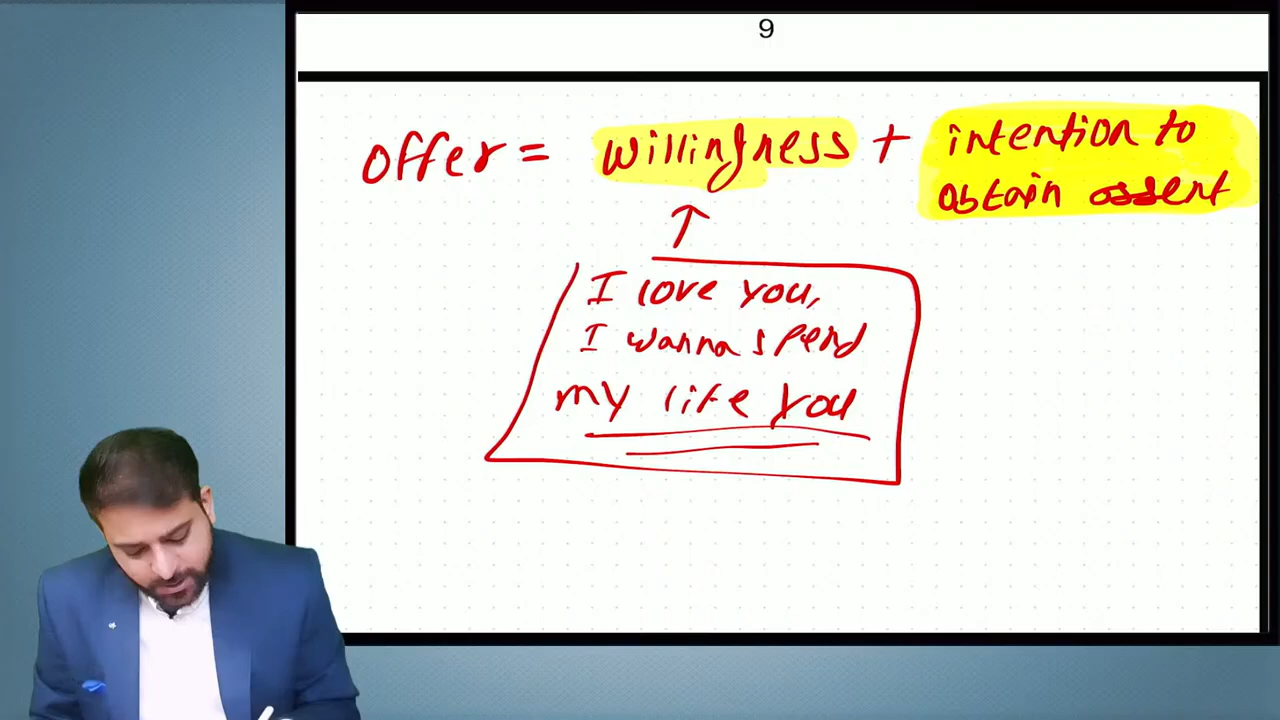 9
offer = willingness + intention to
obtain assent
↑
I love you,
I wanna spend
my life you